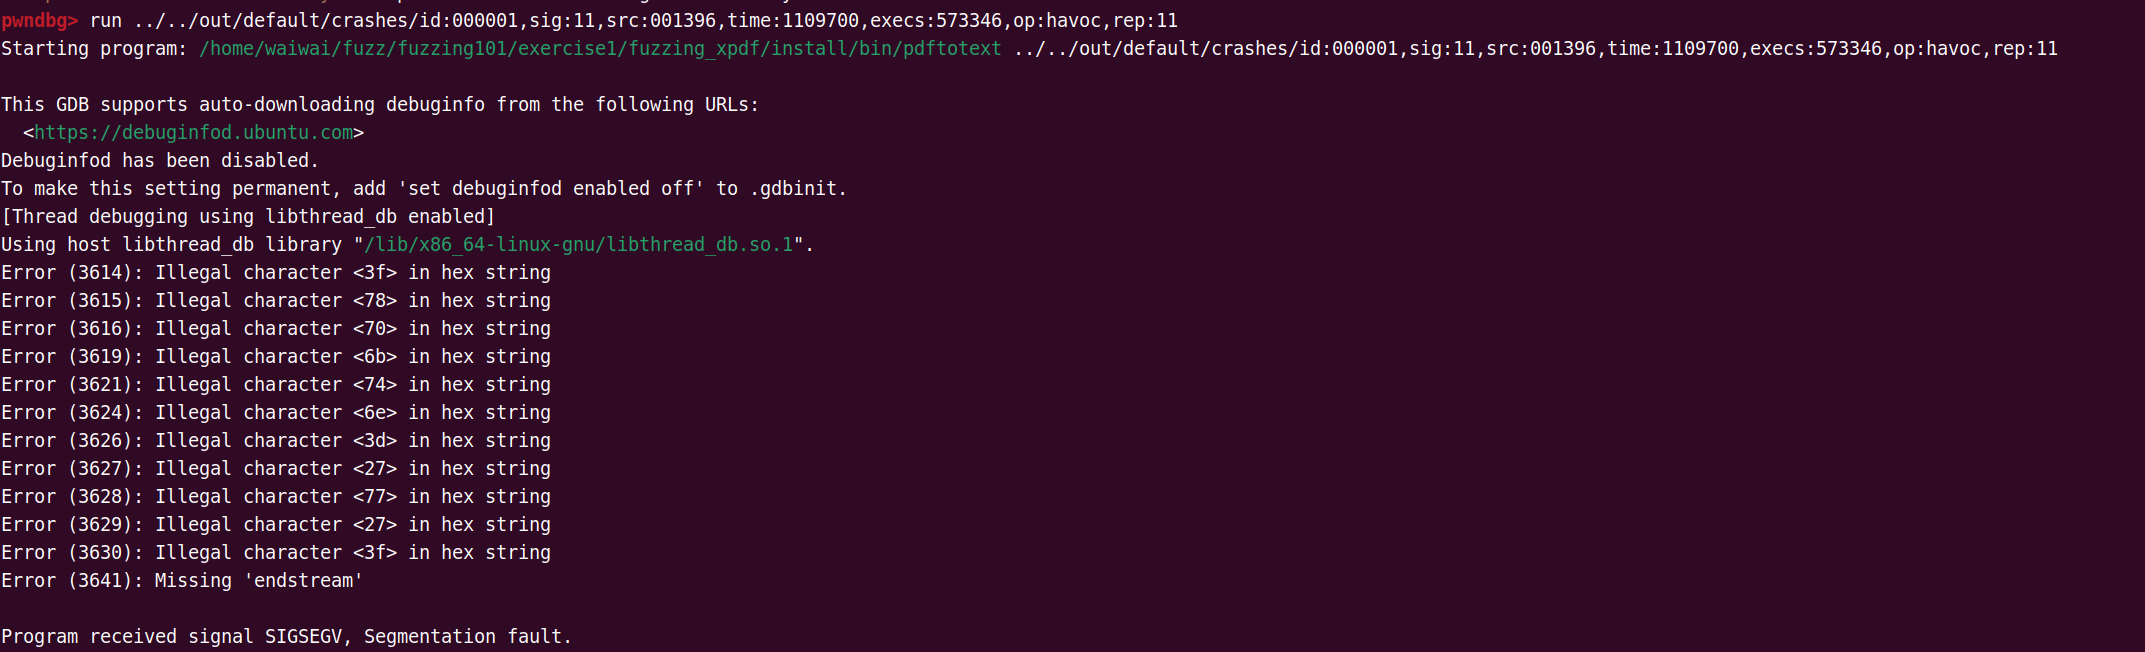 pwndbg> run ../../out/default/crashes/id:000001,sig:11,src:001396,time:1109700,execs:573346,op:havoc,rep:11
Starting program: /home/waiwai/fuzz/fuzzing101/exercise1/fuzzing_xpdf/install/bin/pdftotext ../../out/default/crashes/id:000001,sig:11,src:001396,time:1109700,execs:573346,op:havoc,rep:11
This GDB supports auto-downloading debuginfo from the following URLs:
  <https://debuginfod.ubuntu.com>
Debuginfod has been disabled.
To make this setting permanent, add 'set debuginfod enabled off' to .gdbinit.
[Thread debugging using libthread_db enabled]
Using host libthread_db library "/lib/x86_64-linux-gnu/libthread_db.so.1".
Error (3614): Illegal character <3f> in hex string
Error (3615): Illegal character <78> in hex string
Error (3616): Illegal character <70> in hex string
Error (3619): Illegal character <6b> in hex string
Error (3621): Illegal character <74> in hex string
Error (3624): Illegal character <6e> in hex string
Error (3626): Illegal character <3d> in hex string
Error (3627): Illegal character <27> in hex string
Error (3628): Illegal character <77> in hex string
Error (3629): Illegal character <27> in hex string
Error (3630): Illegal character <3f> in hex string
Error (3641): Missing 'endstream'
Program received signal SIGSEGV, Segmentation fault.